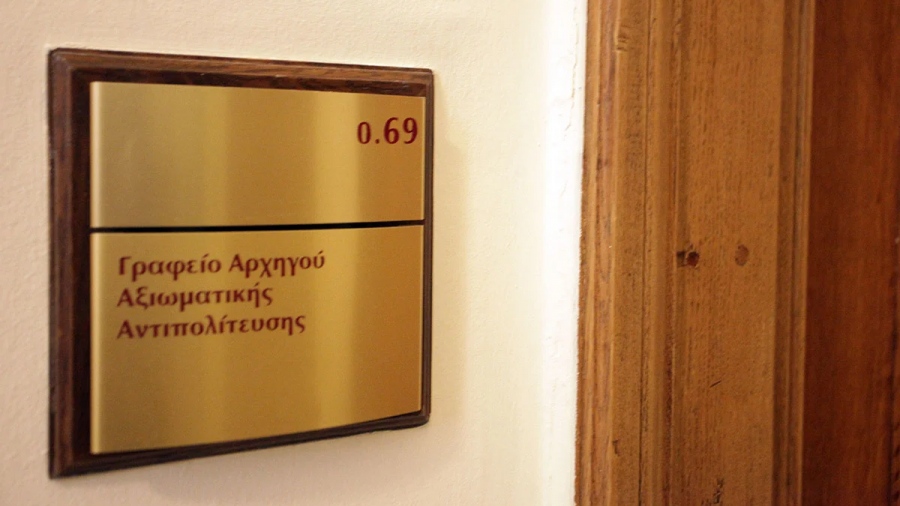 0.69
Γραφείο Αρχηγού
Αξιωματικής
Αντιπολίτευσης